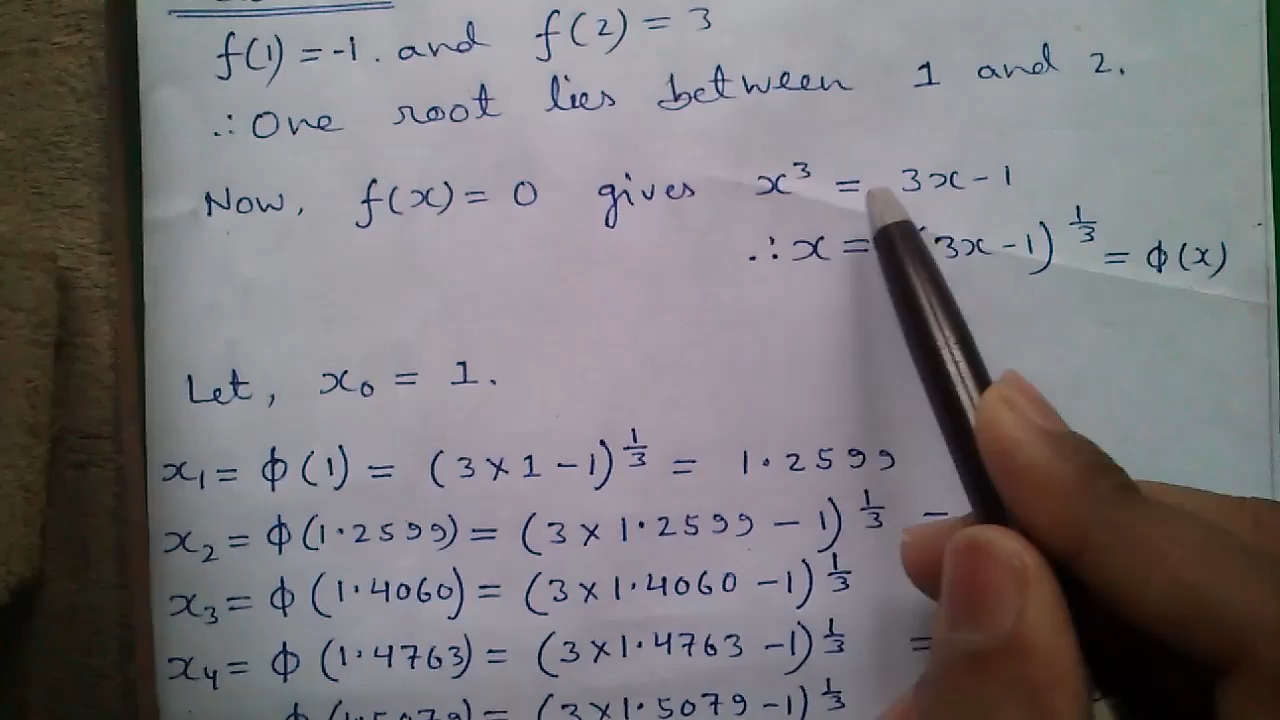 f(1) = -1. and f(2) = 3
∴ One root lies between 1 and 2.
Now, f(x) = 0 gives x³ = 3x - 1
∴ x = (3x - 1)^1/3 = ϕ(x)
Let, x₀ = 1.
x₁ = ϕ(1) = (3 × 1 - 1)^1/3 = 1.2599
x₂ = ϕ(1.2599) = (3 × 1.2599 - 1)^1/3 =
x₃ = ϕ(1.4060) = (3 × 1.4060 - 1)^1/3
x₄ = ϕ(1.4763) = (3 × 1.4763 - 1)^1/3 =
ϕ(1.5079) = (3 × 1.5079 - 1)^1/3